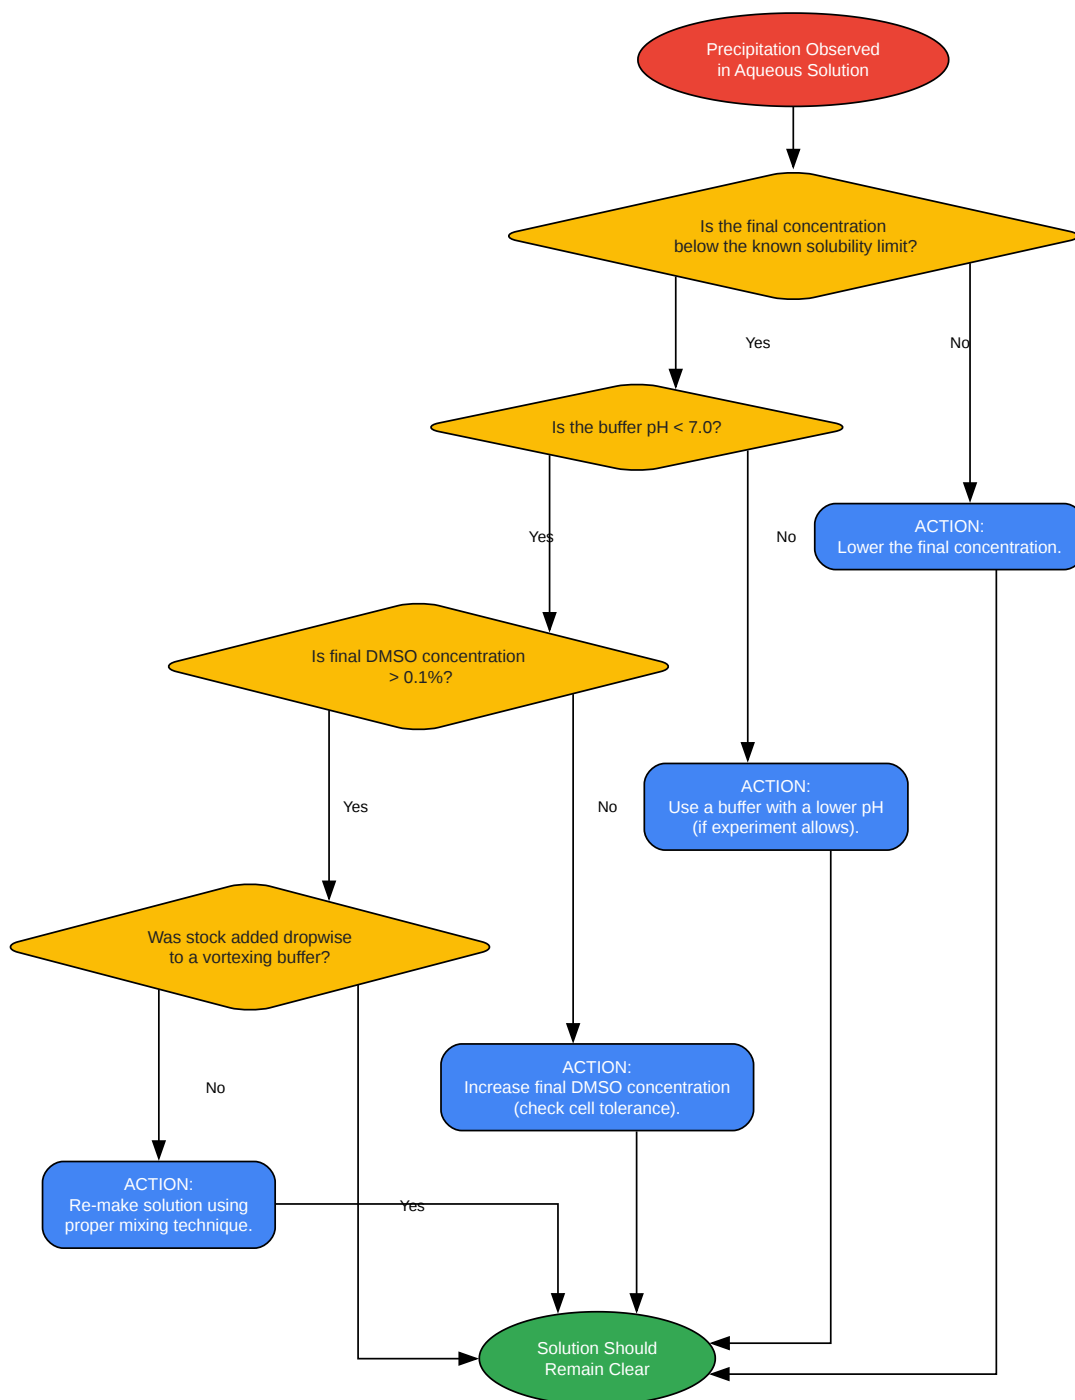 Precipitation Observed
in Aqueous Solution
Is the final concentration
below the known solubility limit?
Yes
No
Is the buffer pH < 7.0?
Yes
No
ACTION:
Lower the final concentration.
Is final DMSO concentration
> 0.1%?
Yes
No
ACTION:
Use a buffer with a lower pH
(if experiment allows).
Was stock added dropwise
to a vortexing buffer?
No
Yes
ACTION:
Increase final DMSO concentration
(check cell tolerance).
ACTION:
Re-make solution using
proper mixing technique.
Solution Should
Remain Clear